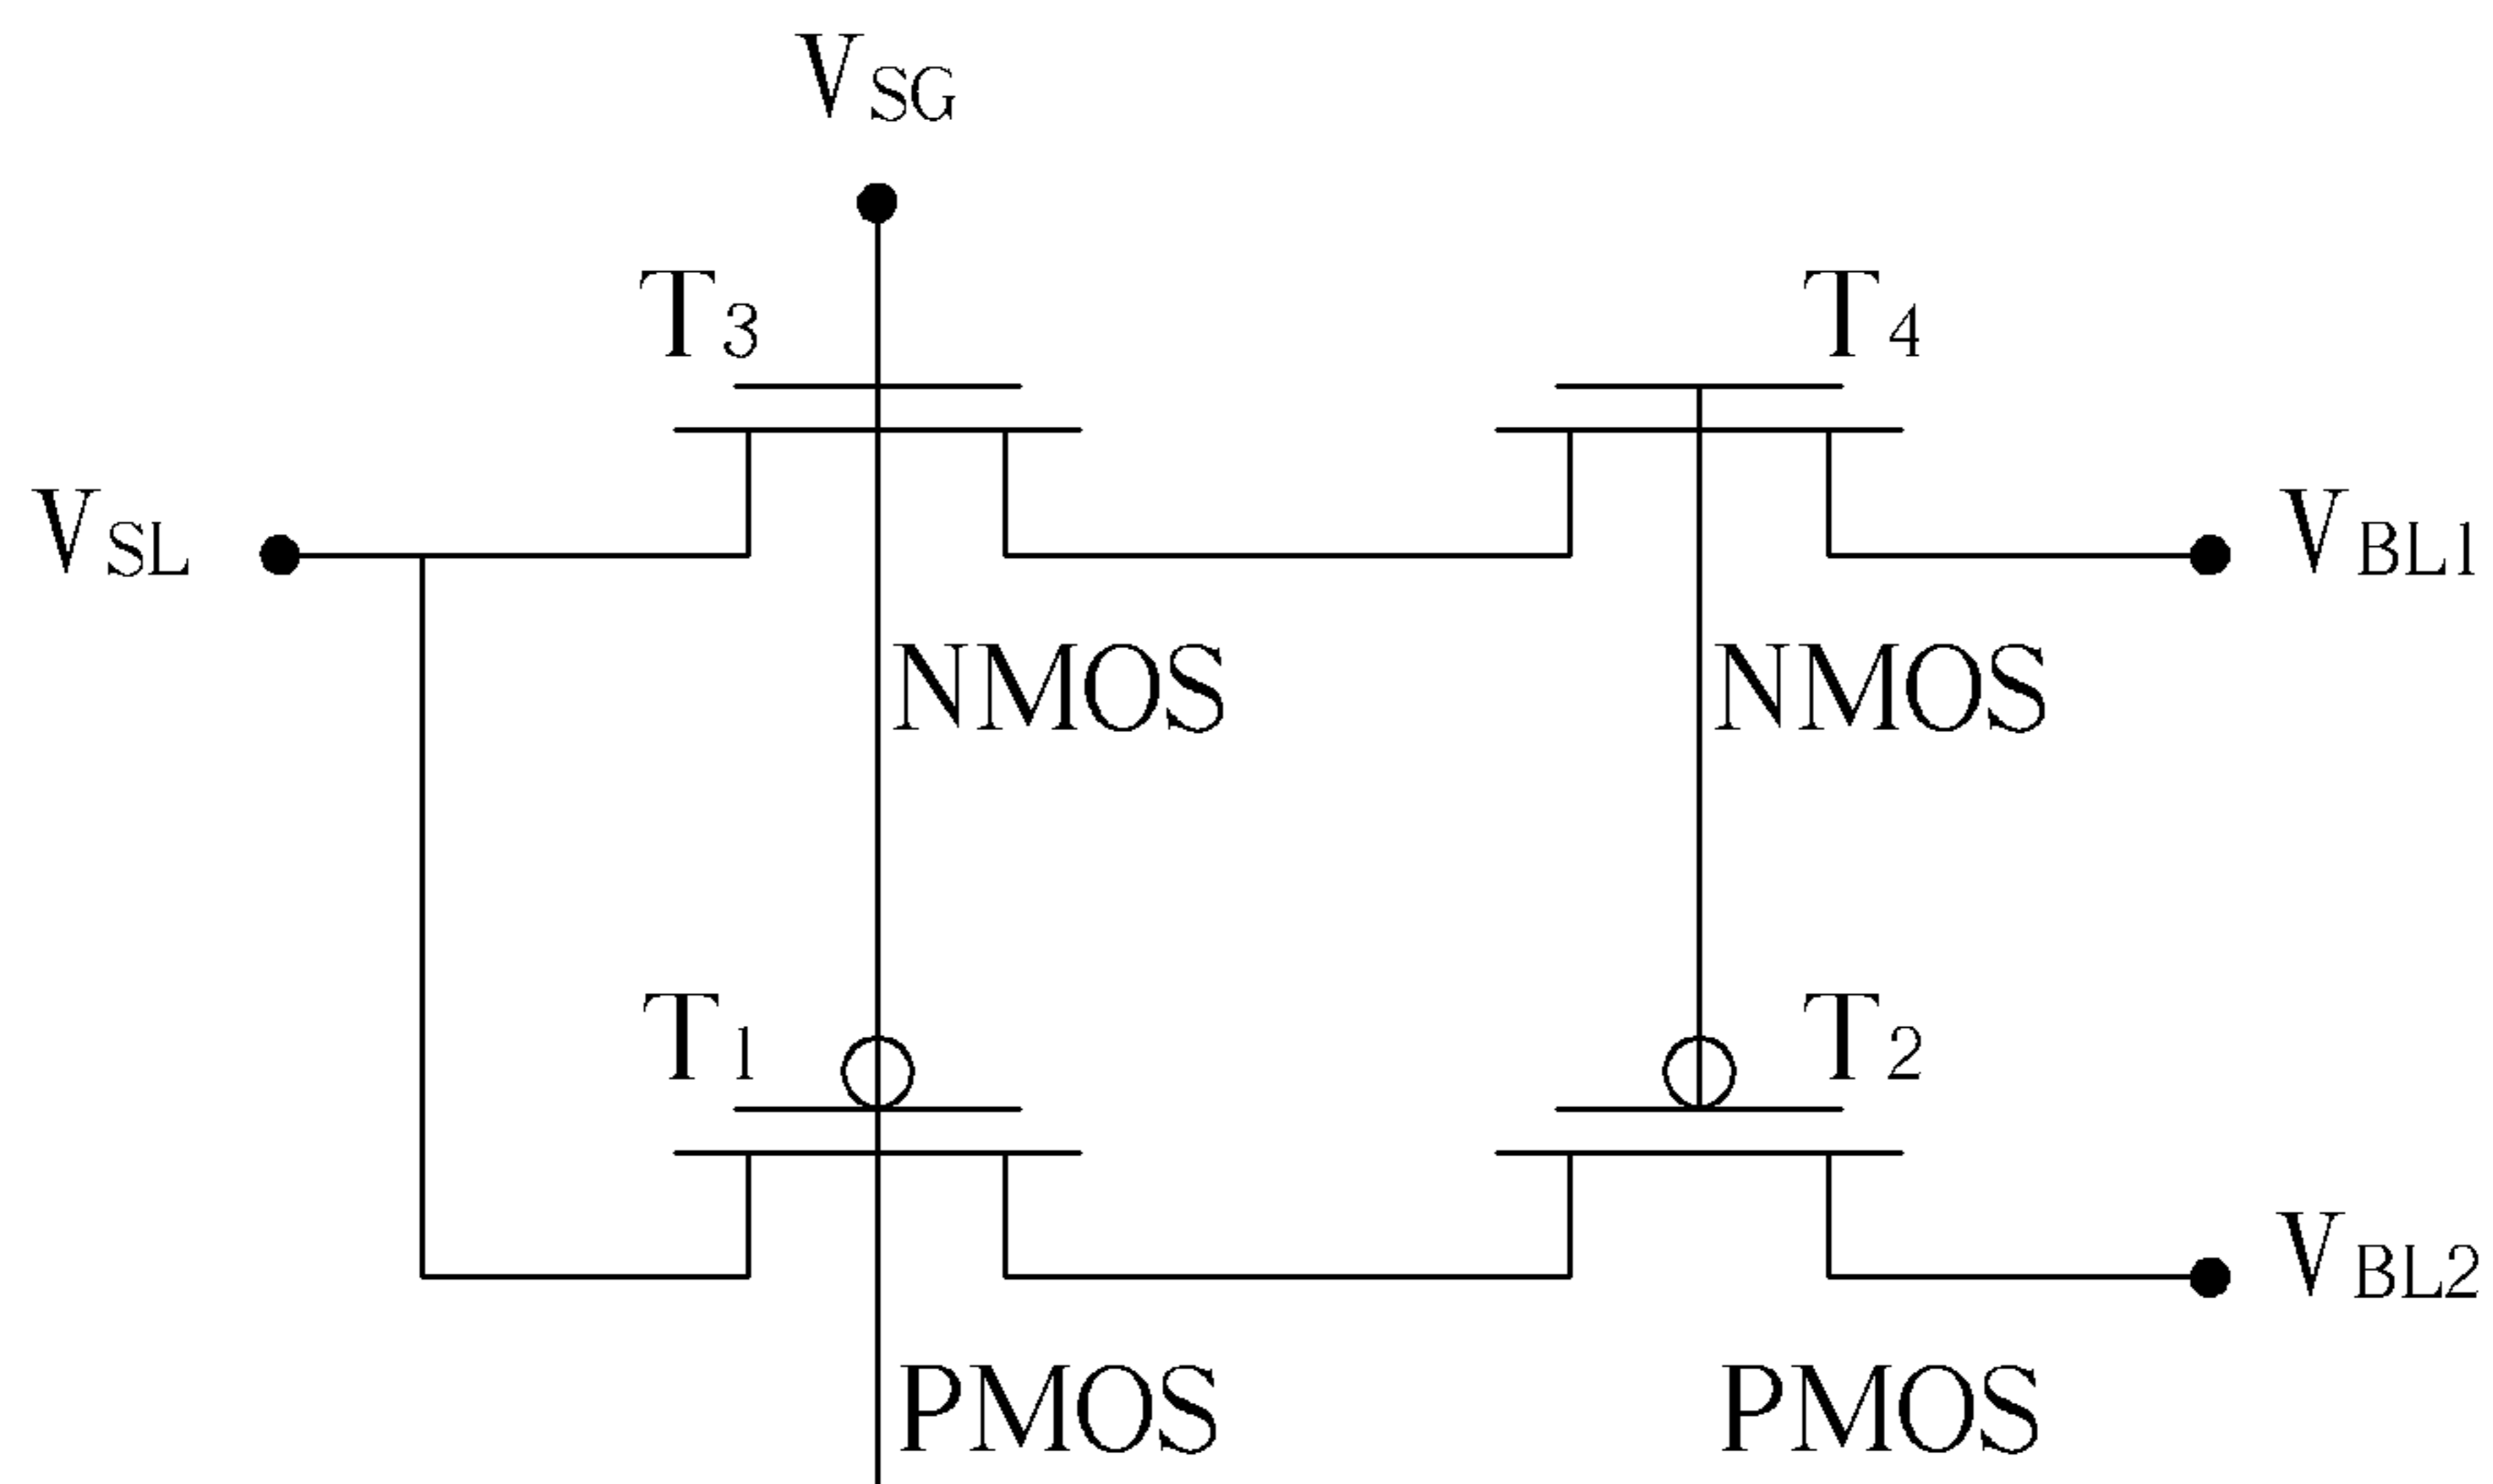 VSG
T3 T4
VSL VBL1
NMOS NMOS
T1 T2
VBL2
PMOS PMOS